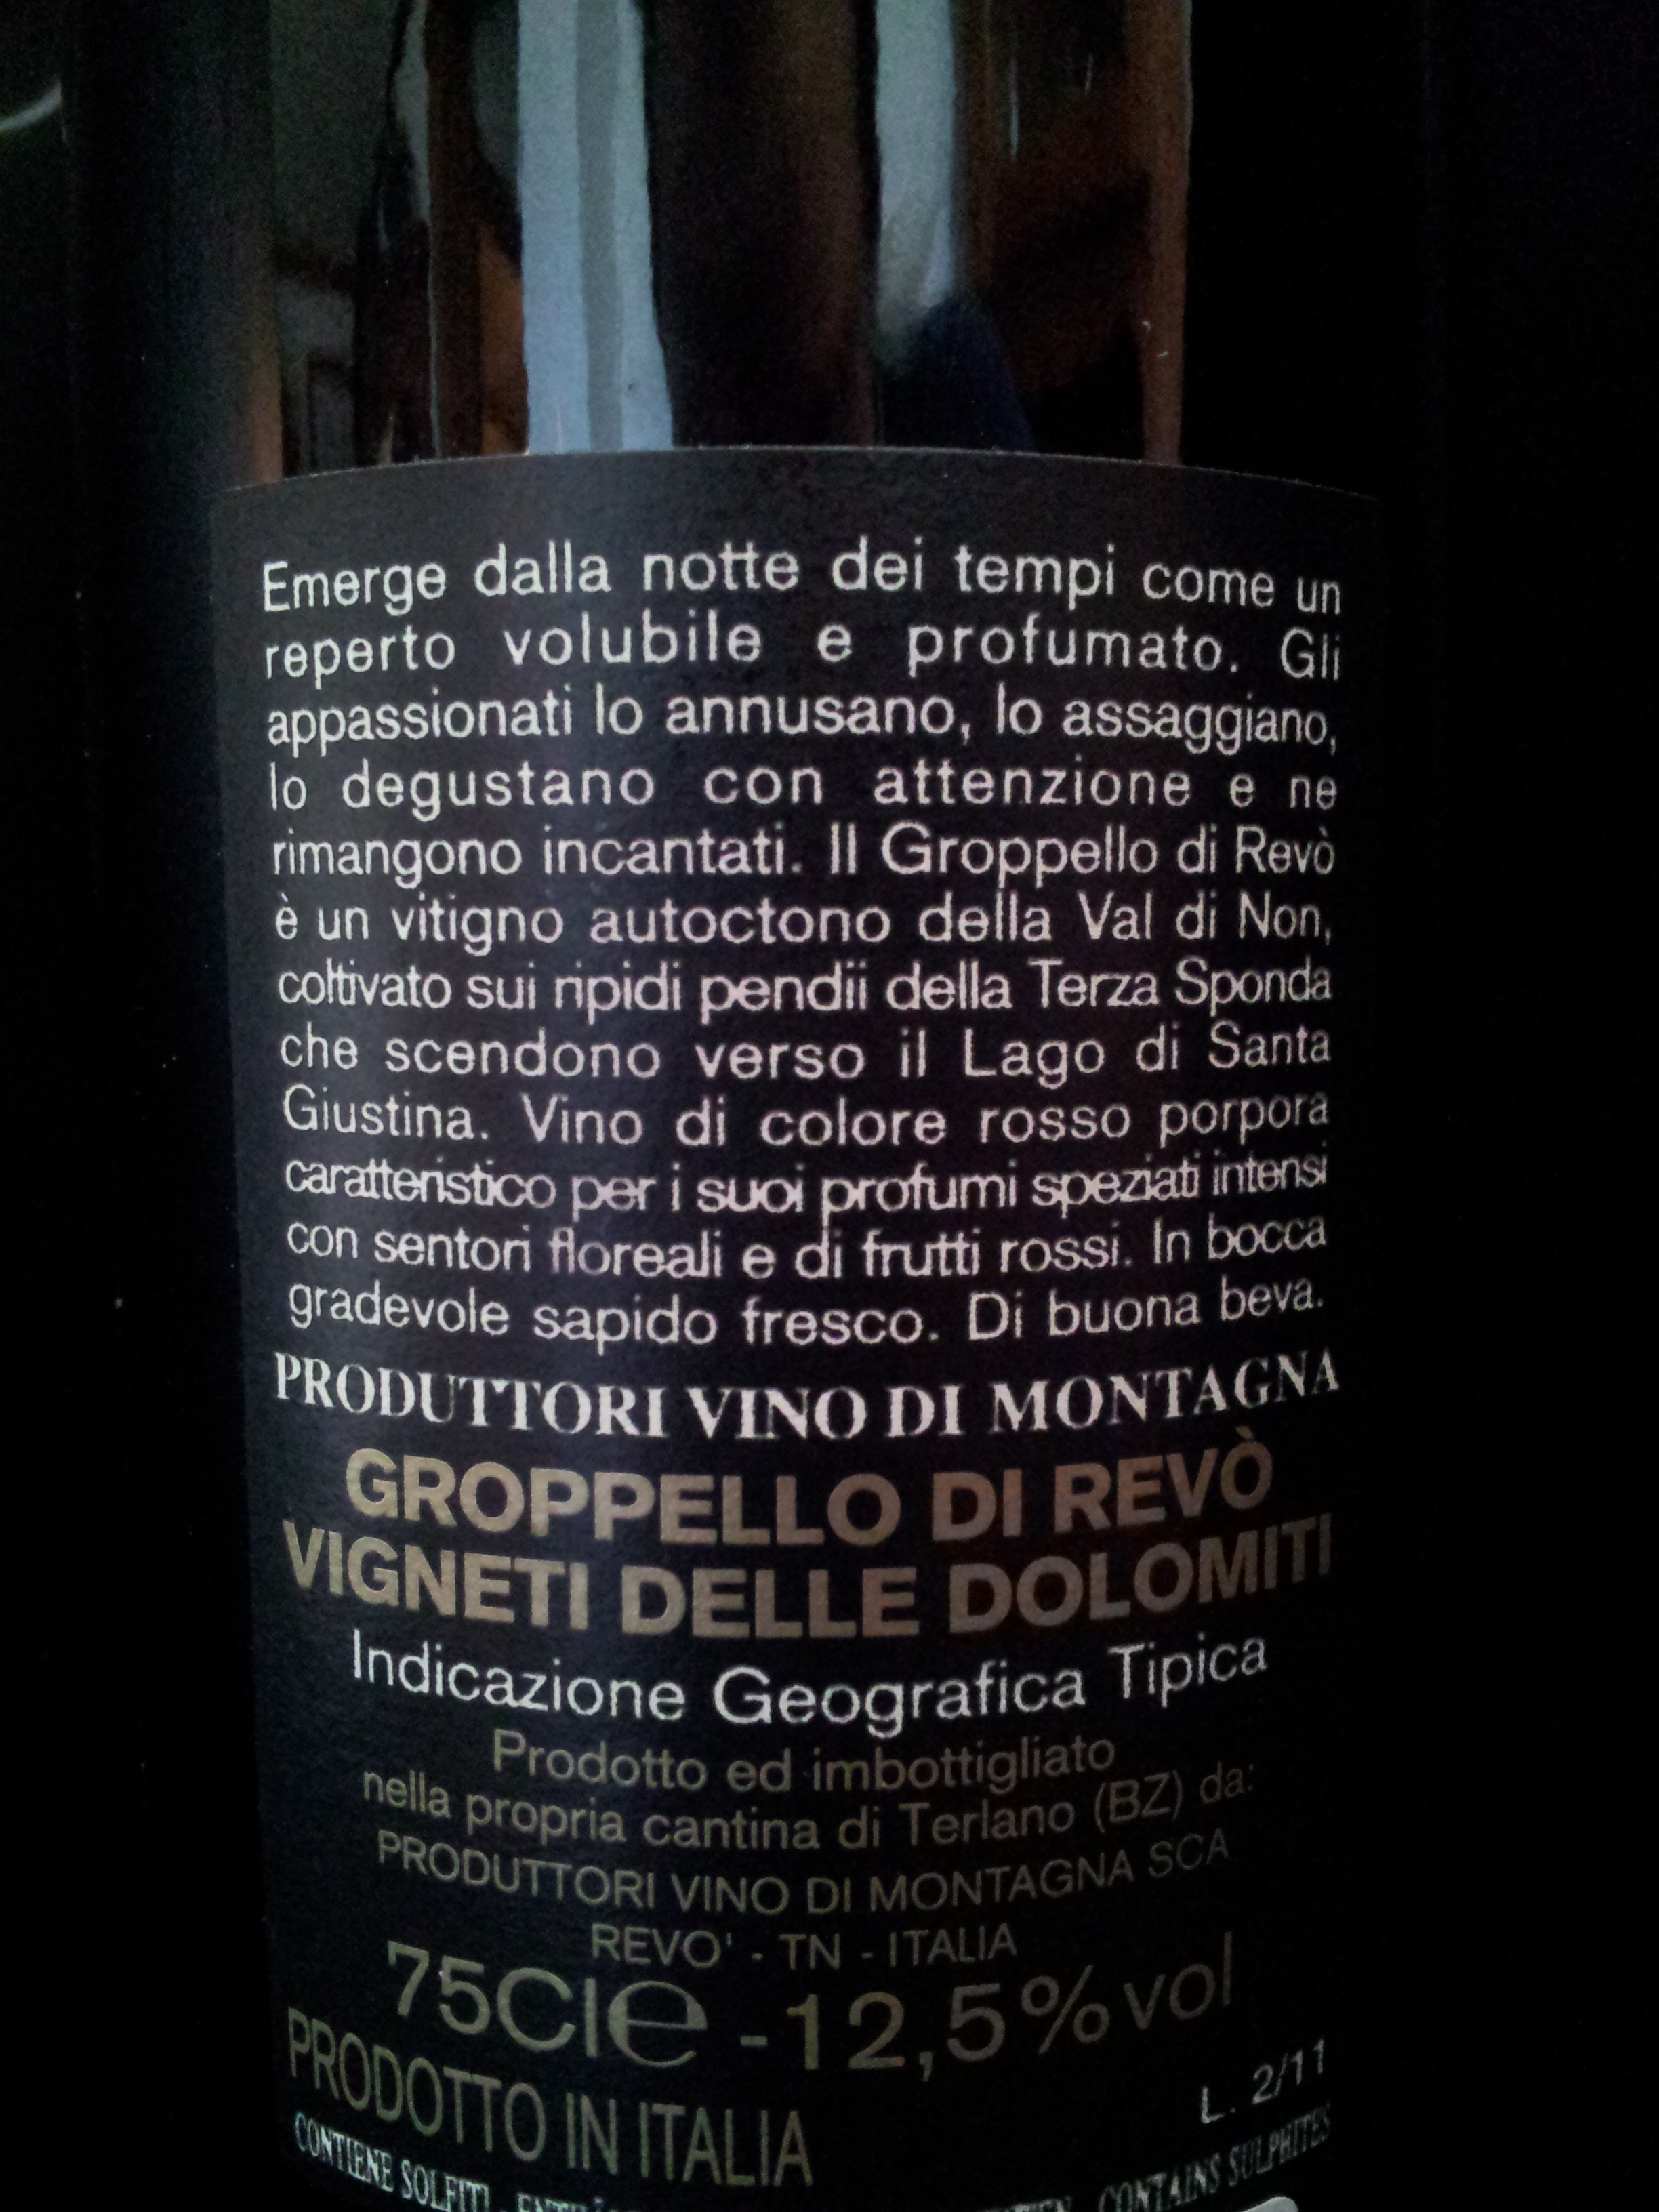 Emerge dalla notte dei tempi come un
reperto volubile e profumato. Gli
appassionati lo annusano, lo assaggiano,
lo degustano con attenzione e ne
rimangono incantati. Il Groppello di Revò
è un vitigno autoctono della Val di Non,
coltivato sui ripidi pendii della Terza Sponda
che scendono verso il Lago di Santa
Giustina. Vino di colore rosso porpora
caratteristico per i suoi profumi speziati intensi
con sentori floreali e di frutti rossi. In bocca
gradevole sapido fresco. Di buona beva.
PRODUTTORI VINO DI MONTAGNA
GROPPELLO DI REVÒ
VIGNETI DELLE DOLOMITI
Indicazione Geografica Tipica
Prodotto ed imbottigliato
nella propria cantina di Terlano (BZ) da:
PRODUTTORI VINO DI MONTAGNA SCA
REVO' - TN - ITALIA
75Cl℮ - 12,5% vol
PRODOTTO IN ITALIA
L. 2/11
CONTIENE SOLFITI CONTAINS SULPHITES